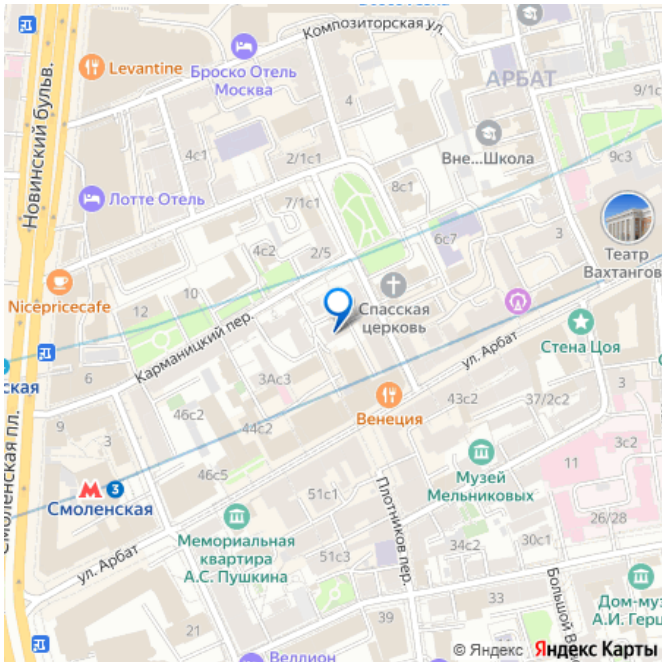 Композиторская ул.
Новинский бульв.
Levantine
Броско Отель
Москва
4
АРБАТ
9/1с
4с1
2/1с1
Вне...Школа
9с3
8с1
Лотте Отель
7/1с1
6с7
3
4с2
2/5
Театр
Вахтангов
Nicepricecafe
12
10
Спасская
церковь
Карманицкий пер.
ул. Арбат
Стена Цоя
ская
6
3Ас3
Венеция
46с2
44с2
43с2
37/2с2
9
3
3с2
46с5
11
Смоленская пл.
3
Смоленская
51с1
Музей
Мельниковых
Плотников пер.
26/28
Мемориальная
квартира
А.С. Пушкина
51с3
34с2
30с1
ул. Арбат
Большой В
33
39
35
Дом-муз
А.И. Герц
21
Веллион
© Яндекс Яндекс Карты